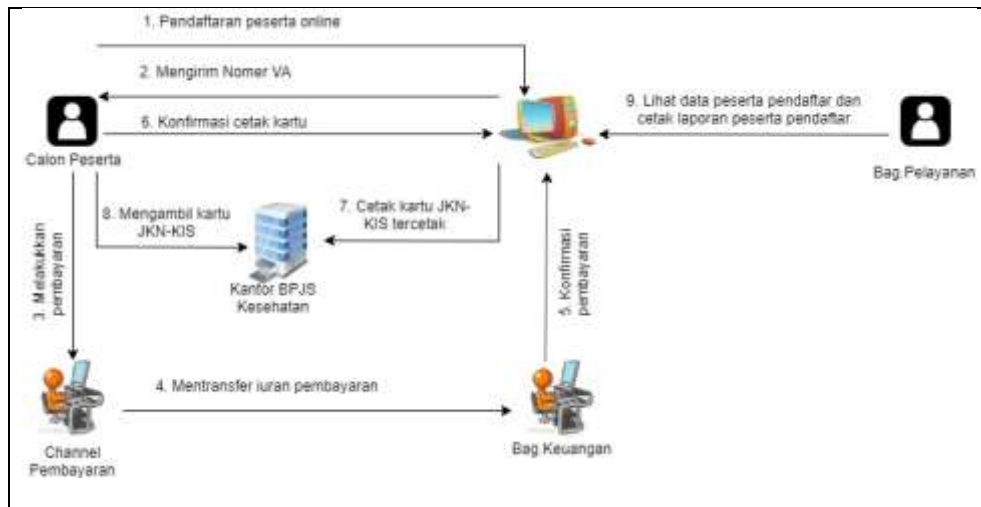 1. Pendaftaran peserta online
2. Mengirim Nomer VA
9. Lihat data peserta pendaftar dan
cetak laporan peserta pendaftar
6. Konfirmasi cetak kartu
Calon Peserta
Bag Pelayanan
8. Mengambil kartu
JKN-KIS
7. Cetak kartu JKN-
KIS tercetak
3. Melakukkan
pembayaran
Kantor BPJS
Kesehatan
5. Konfirmasi
pembayaran
4. Mentransfer iuran pembayaran
Channel
Pembayaran
Bag Keuangan